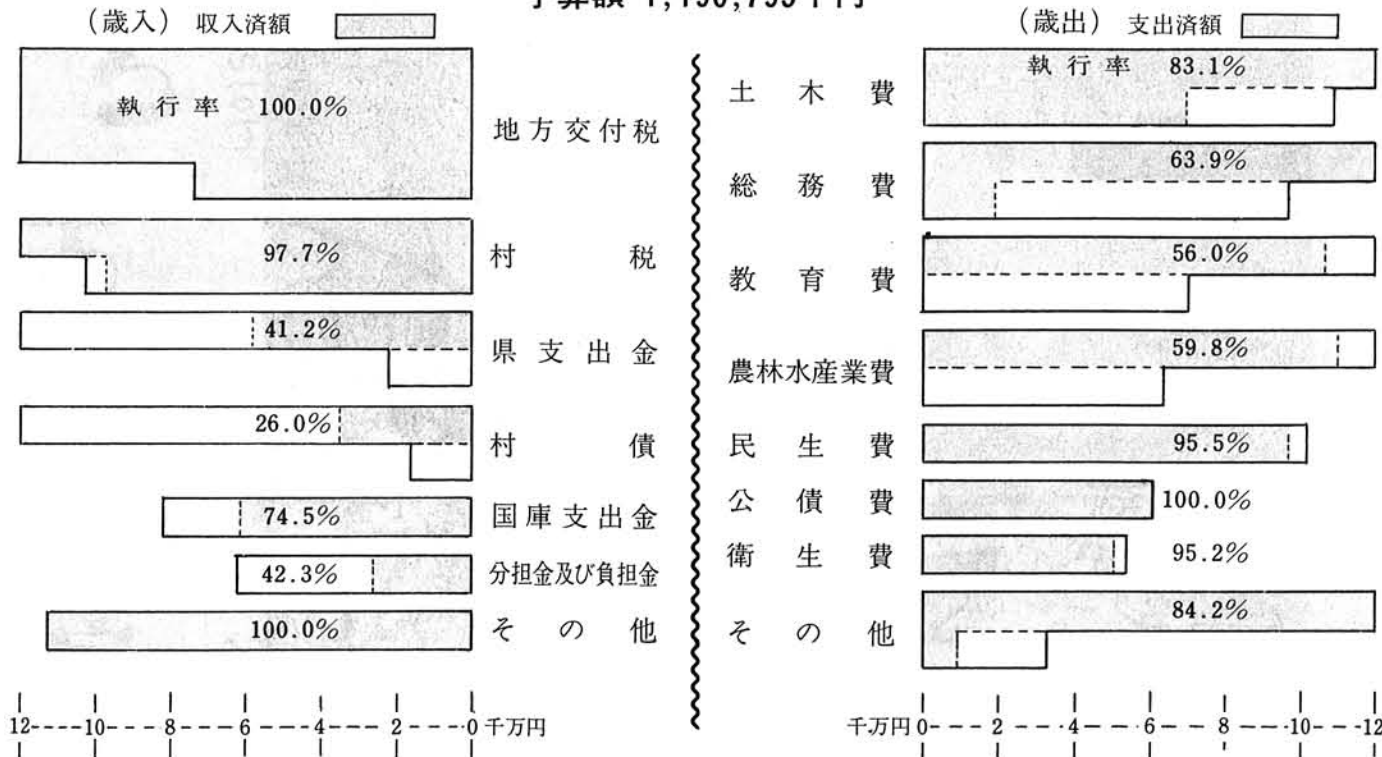 (歳入) 収入済額
執行率 100.0%
地方交付税
97.7%
村税
41.2%
県支出金
26.0%
村債
74.5%
国庫支出金
42.3%
分担金及び負担金
100.0%
その他
12 10 8 6 4 2 0 千万円
(歳出) 支出済額
土木費
執行率 83.1%
総務費
63.9%
教育費
56.0%
農林水産業費
59.8%
民生費
95.5%
公債費
100.0%
衛生費
95.2%
その他
84.2%
千万円 0 2 4 6 8 10 12